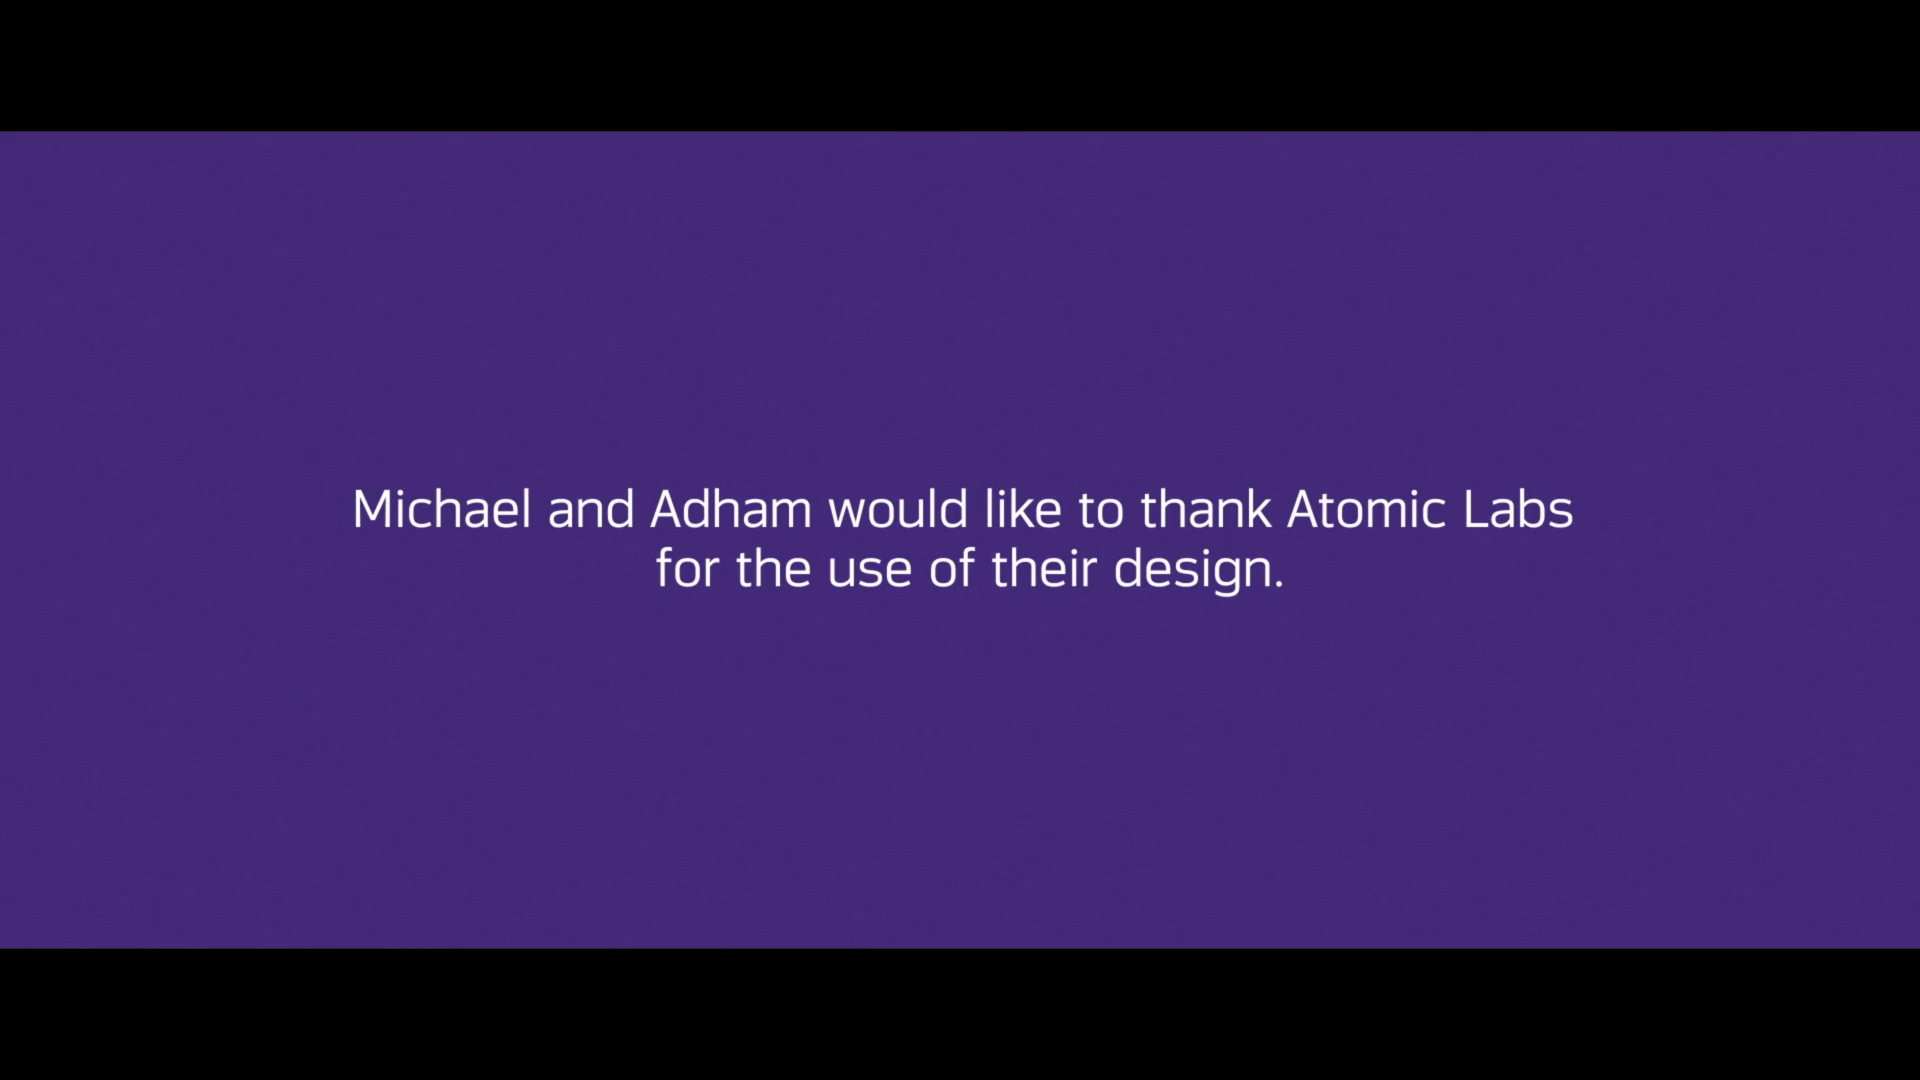 Michael and Adham would like to thank Atomic Labs
for the use of their design.